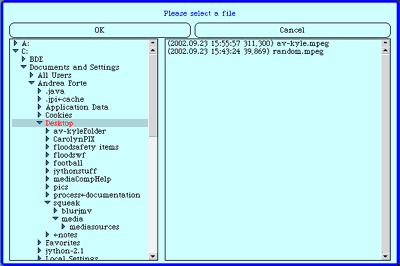 Please select a file
OK
Cancel
A:
C:
BDE
Documents and Settings
All Users
Andrea Forte
.java
.jpi←cache
Application Data
Cookies
Desktop
av-kyleFolder
CarolynPIX
floodsafety items
floodswf
football
jythonstuff
mediaCompHelp
pics
process←documentation
squeak
blurjmv
media
mediasources
←notes
Favorites
jython-2.1
Local Settings
(2002.09.23 15:55:57 311,300) av-kyle.mpeg
(2002.09.23 15:43:24 39,869) random.mpeg